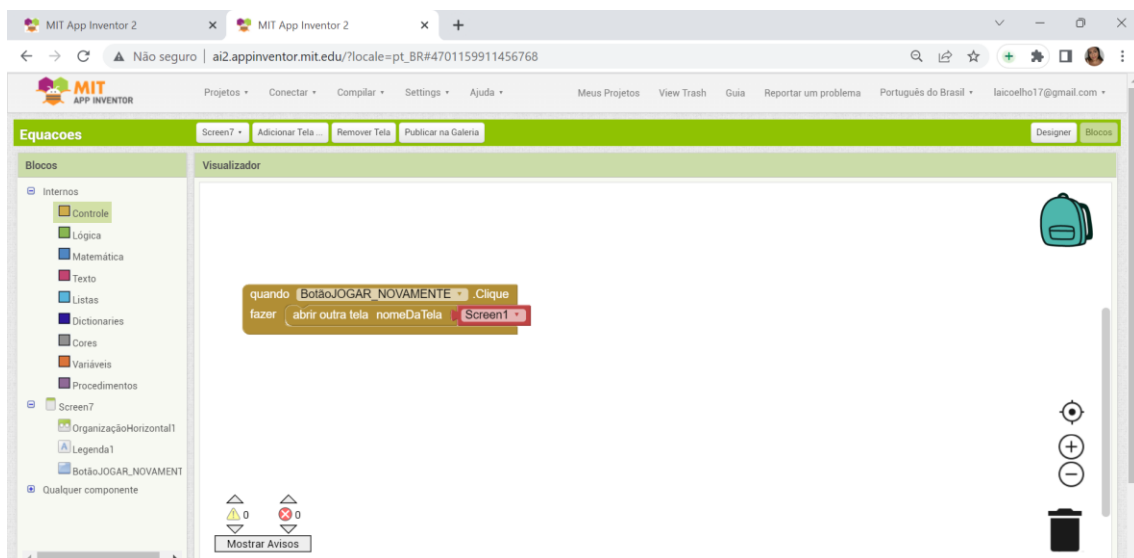 MIT App Inventor 2
MIT App Inventor 2
Não seguro | ai2.appinventor.mit.edu/?locale=pt_BR#4701159911456768
MIT
APP INVENTOR
Projetos Conectar Compilar Settings Ajuda Meus Projetos View Trash Guia Reportar um problema Português do Brasil laicoelho17@gmail.com
Equacoes Screen7 Adicionar Tela ... Remover Tela Publicar na Galeria Designer Blocos
Blocos Visualizador
Internos
Controle
Lógica
Matemática
Texto
Listas
Dictionaries
Cores
Variáveis
Procedimentos
Screen7
OrganizaçãoHorizontal1
Legenda1
BotãoJOGAR_NOVAMENT
Qualquer componente
quando BotãoJOGAR_NOVAMENTE .Clique
fazer abrir outra tela nomeDaTela Screen1
0 0
Mostrar Avisos